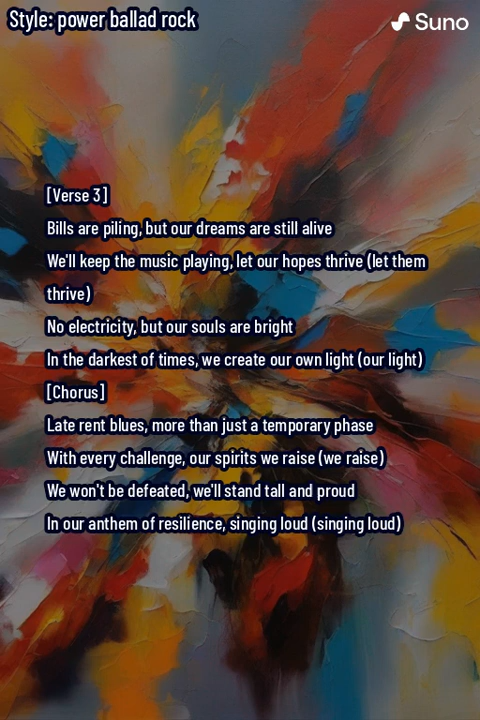 Style: power ballad rock
Suno
[Verse 3]
Bills are piling, but our dreams are still alive
We'll keep the music playing, let our hopes thrive (let them
thrive)
No electricity, but our souls are bright
In the darkest of times, we create our own light (our light)
[Chorus]
Late rent blues, more than just a temporary phase
With every challenge, our spirits we raise (we raise)
We won't be defeated, we'll stand tall and proud
In our anthem of resilience, singing loud (singing loud)